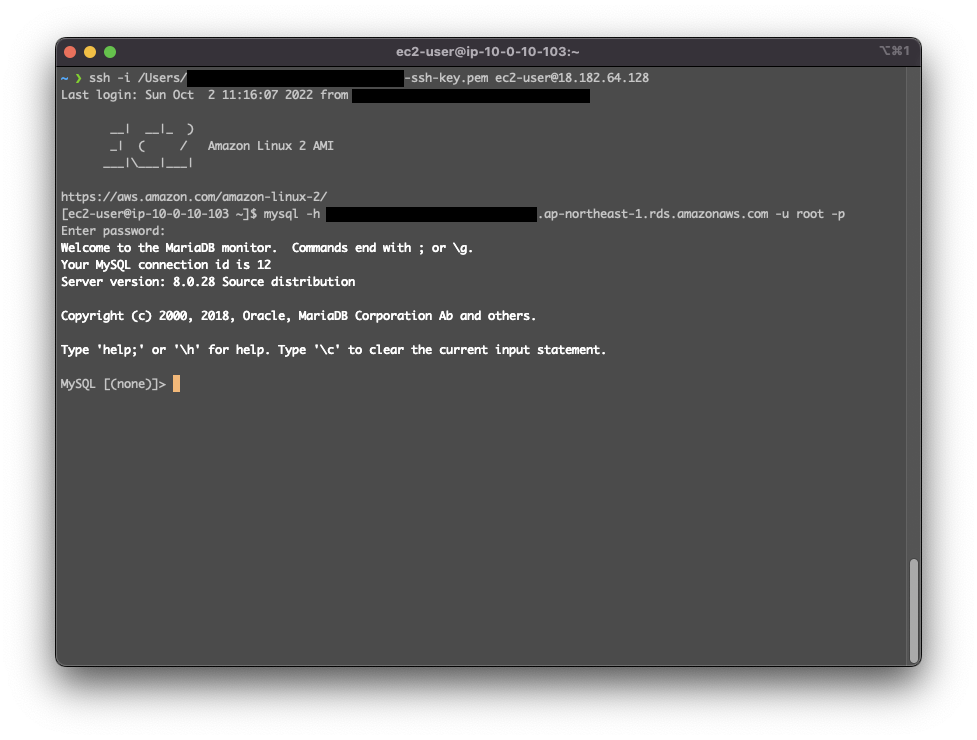 ec2-user@ip-10-0-10-103:~
⌥⌘1
~ ❯ ssh -i /Users/ -ssh-key.pem ec2-user@18.182.64.128
Last login: Sun Oct  2 11:16:07 2022 from
       __|  __|_  )
       _|  (     /   Amazon Linux 2 AMI
      ___|\___|___|
https://aws.amazon.com/amazon-linux-2/
[ec2-user@ip-10-0-10-103 ~]$ mysql -h .ap-northeast-1.rds.amazonaws.com -u root -p
Enter password:
Welcome to the MariaDB monitor.  Commands end with ; or \g.
Your MySQL connection id is 12
Server version: 8.0.28 Source distribution
Copyright (c) 2000, 2018, Oracle, MariaDB Corporation Ab and others.
Type 'help;' or '\h' for help. Type '\c' to clear the current input statement.
MySQL [(none)]>